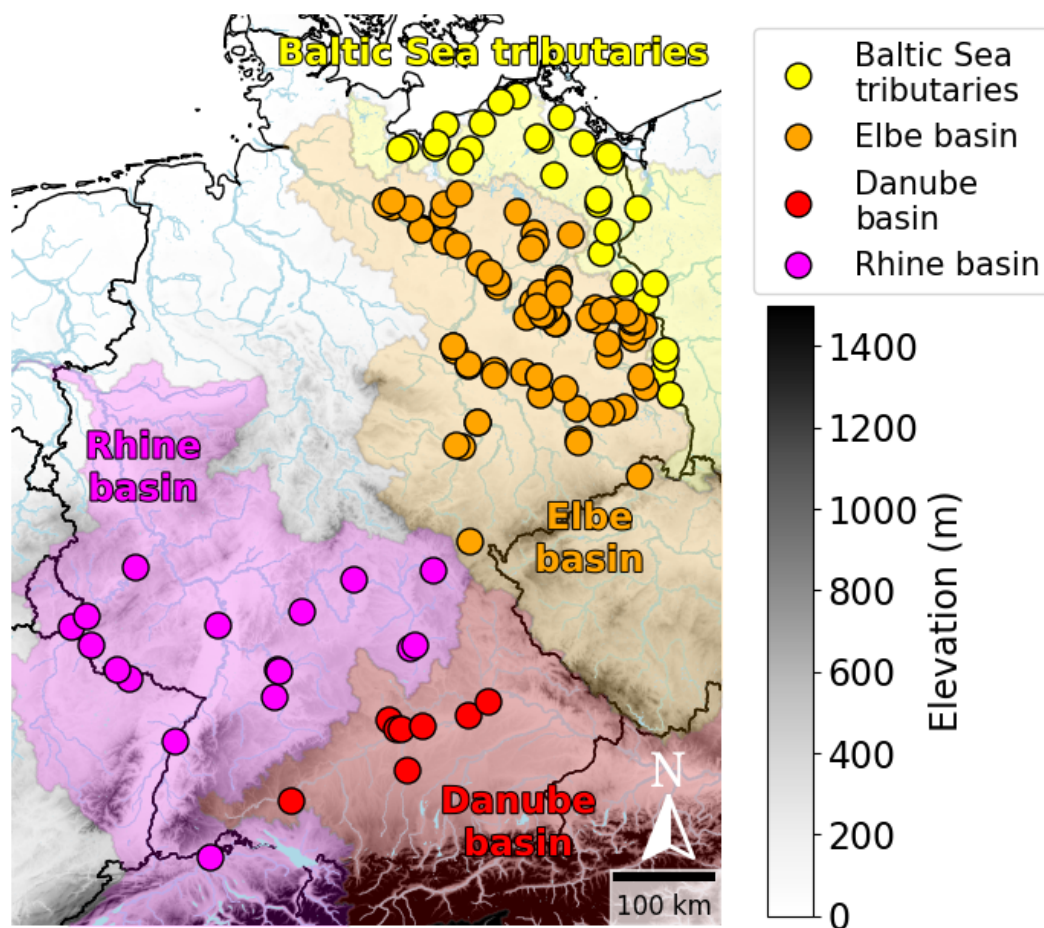 Baltic Sea tributaries
Rhine
basin
Elbe
basin
Danube
basin
N
100 km
Baltic Sea
tributaries
Elbe basin
Danube
basin
Rhine basin
1400
1200
1000
800
600
400
200
0
Elevation (m)